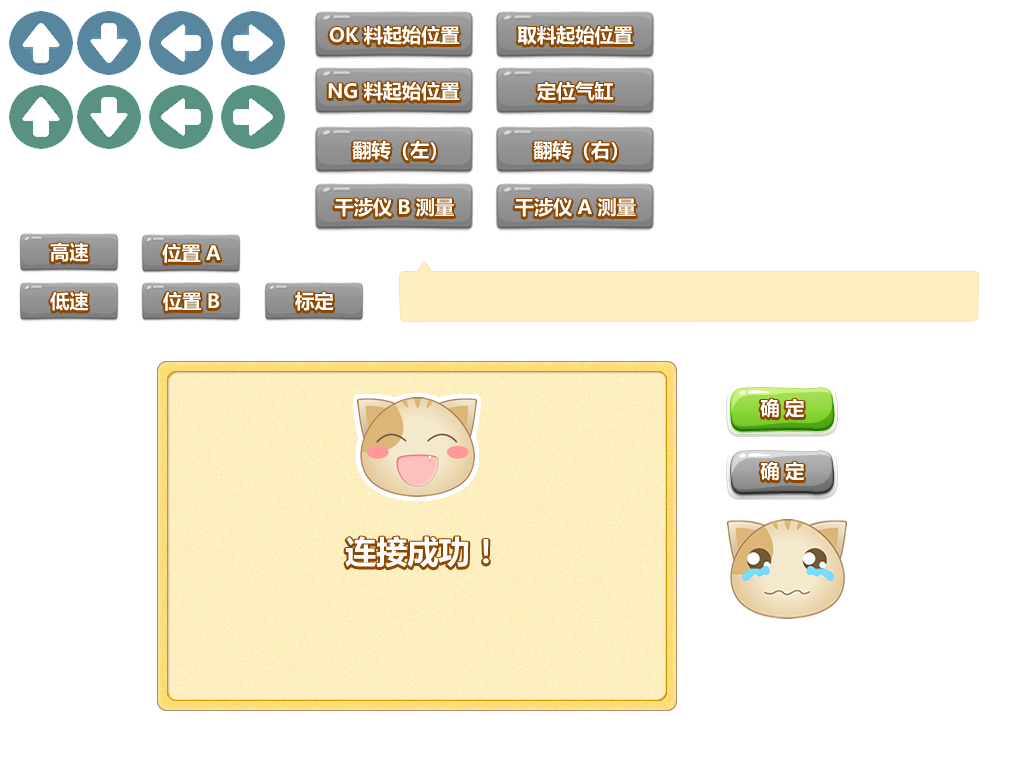 OK 料起始位置
取料起始位置
NG 料起始位置
定位气缸
翻转（左）
翻转（右）
干涉仪 B 测量
干涉仪 A 测量
高速
位置 A
低速
位置 B
标定
确 定
确 定
连接成功！